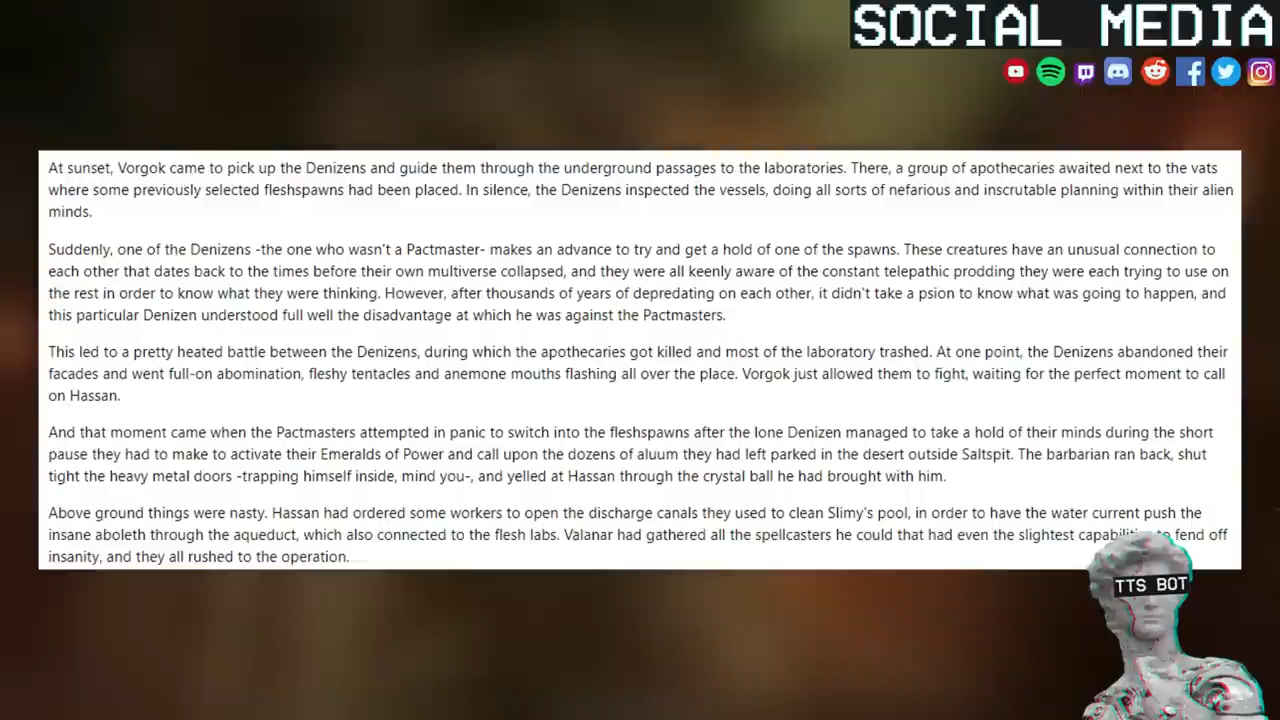 SOCIAL MEDIA
At sunset, Vorgok came to pick up the Denizens and guide them through the underground passages to the laboratories. There, a group of apothecaries awaited next to the vats
where some previously selected fleshspawns had been placed. In silence, the Denizens inspected the vessels, doing all sorts of nefarious and inscrutable planning within their alien
minds.
Suddenly, one of the Denizens -the one who wasn't a Pactmaster- makes an advance to try and get a hold of one of the spawns. These creatures have an unusual connection to
each other that dates back to the times before their own multiverse collapsed, and they were all keenly aware of the constant telepathic prodding they were each trying to use on
the rest in order to know what they were thinking. However, after thousands of years of depredating on each other, it didn't take a psion to know what was going to happen, and
this particular Denizen understood full well the disadvantage at which he was against the Pactmasters.
This led to a pretty heated battle between the Denizens, during which the apothecaries got killed and most of the laboratory trashed. At one point, the Denizens abandoned their
facades and went full-on abomination, fleshy tentacles and anemone mouths flashing all over the place. Vorgok just allowed them to fight, waiting for the perfect moment to call
on Hassan.
And that moment came when the Pactmasters attempted in panic to switch into the fleshspawns after the lone Denizen managed to take a hold of their minds during the short
pause they had to make to activate their Emeralds of Power and call upon the dozens of aluum they had left parked in the desert outside Saltspit. The barbarian ran back, shut
tight the heavy metal doors -trapping himself inside, mind you-, and yelled at Hassan through the crystal ball he had brought with him.
Above ground things were nasty. Hassan had ordered some workers to open the discharge canals they used to clean Slimy's pool, in order to have the water current push the
insane aboleth through the aqueduct, which also connected to the flesh labs. Valanar had gathered all the spellcasters he could that had even the slightest fend off
insanity, and they all rushed to the operation.
TTS BOT